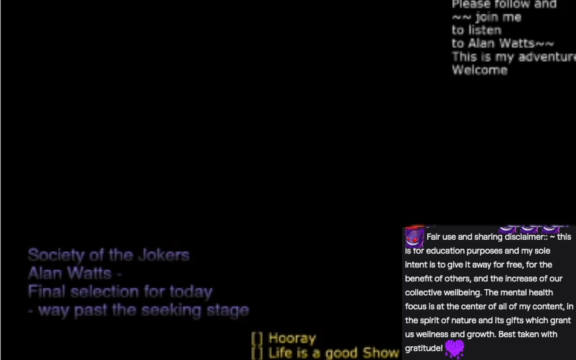 Please follow and
~~ join me
to listen
to Alan Watts~~
This is my adventure
Welcome
Society of the Jokers
Alan Watts -
Final selection for today
- way past the seeking stage
[] Hooray
[] Life is a good Show
Fair use and sharing disclaimer:: ~ this
is for education purposes and my sole
intent is to give it away for free, for the
benefit of others, and the increase of our
collective wellbeing. The mental health
focus is at the center of all of my content, in
the spirit of nature and its gifts which grant
us wellness and growth. Best taken with
gratitude!